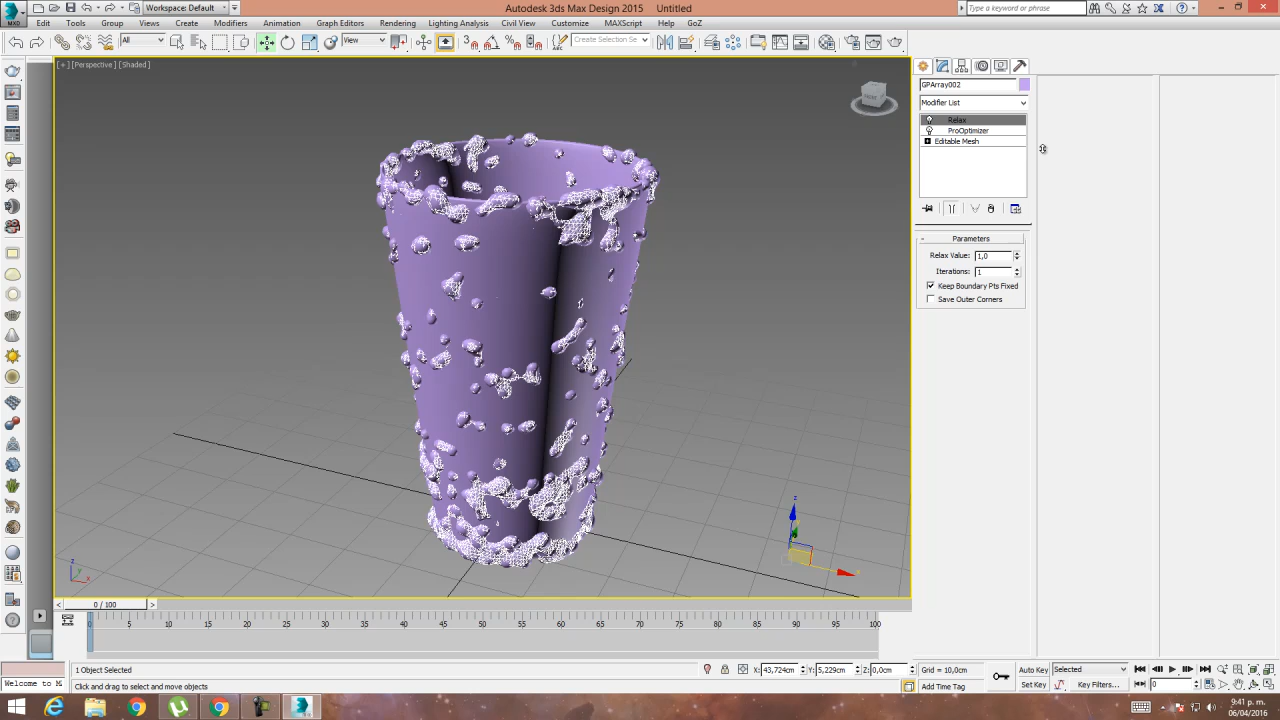 Workspace: Default
Autodesk 3ds Max Design 2015 Untitled
Type a keyword or phrase
Edit Tools Group Views Create Modifiers Animation Graph Editors Rendering Lighting Analysis Civil View Customize MAXScript Help GoZ
All View Create Selection Se
[+] [Perspective] [Shaded]
GPArray002
Modifier List
Relax
ProOptimizer
Editable Mesh
- Parameters
Relax Value: 1,0
Iterations: 1
Keep Boundary Pts Fixed
Save Outer Corners
z
x
z
y
x
< 0 / 100 >
0 5 10 15 20 25 30 35 40 45 50 55 60 65 70 75 80 85 90 95 100
1 Object Selected X: 43,724cm Y: 5,229cm Z: 0,0cm Grid = 10,0cm Auto Key Selected
Welcome to M Click and drag to select and move objects Add Time Tag Set Key Key Filters... 0
9:41 p. m.
06/04/2016